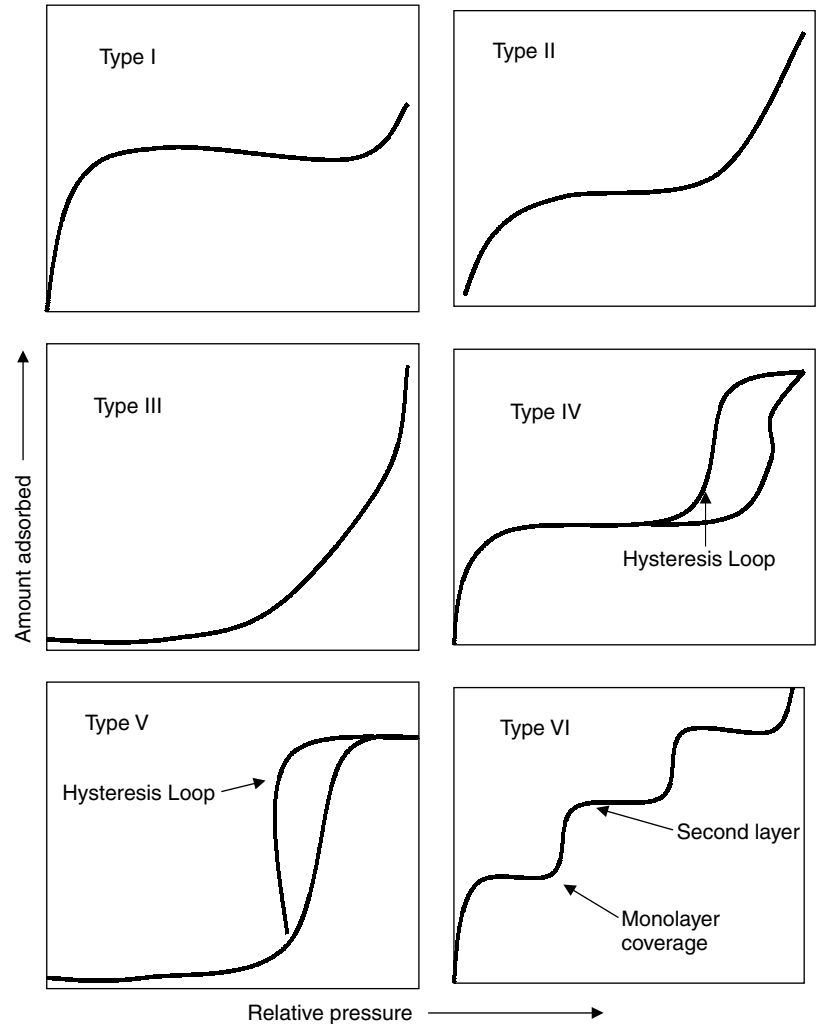 Type I
Type II
Type III
Type IV
Hysteresis Loop
Amount adsorbed
Type V
Hysteresis Loop
Type VI
Second layer
Monolayer
coverage
Relative pressure